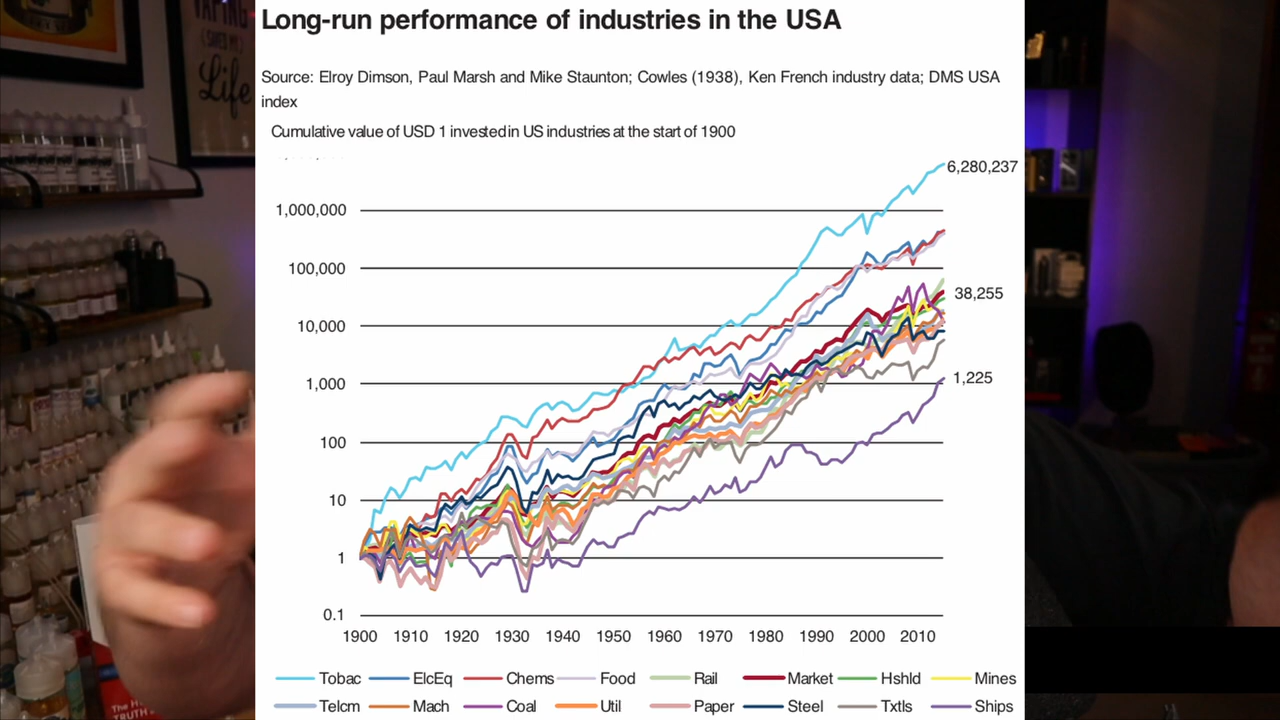 Long-run performance of industries in the USA
VAPING
(SAVES MY)
Life
Source: Elroy Dimson, Paul Marsh and Mike Staunton; Cowles (1938), Ken French industry data; DMS USA
index
Cumulative value of USD 1 invested in US industries at the start of 1900
6,280,237
1,000,000
100,000
38,255
10,000
1,000
1,225
100
10
1
0.1
1900 1910 1920 1930 1940 1950 1960 1970 1980 1990 2000 2010
Tobac ElcEq Chems Food Rail Market Hshld Mines
Telcm Mach Coal Util Paper Steel Txtls Ships